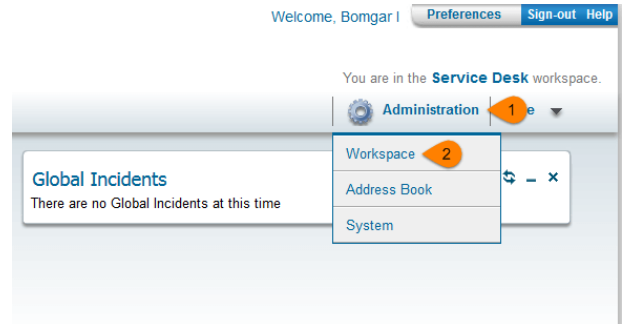 Welcome, Bomgar I Preferences Sign-out Help
You are in the Service Desk workspace.
Administration 1 e
Workspace 2
Global Incidents
There are no Global Incidents at this time
Address Book
System